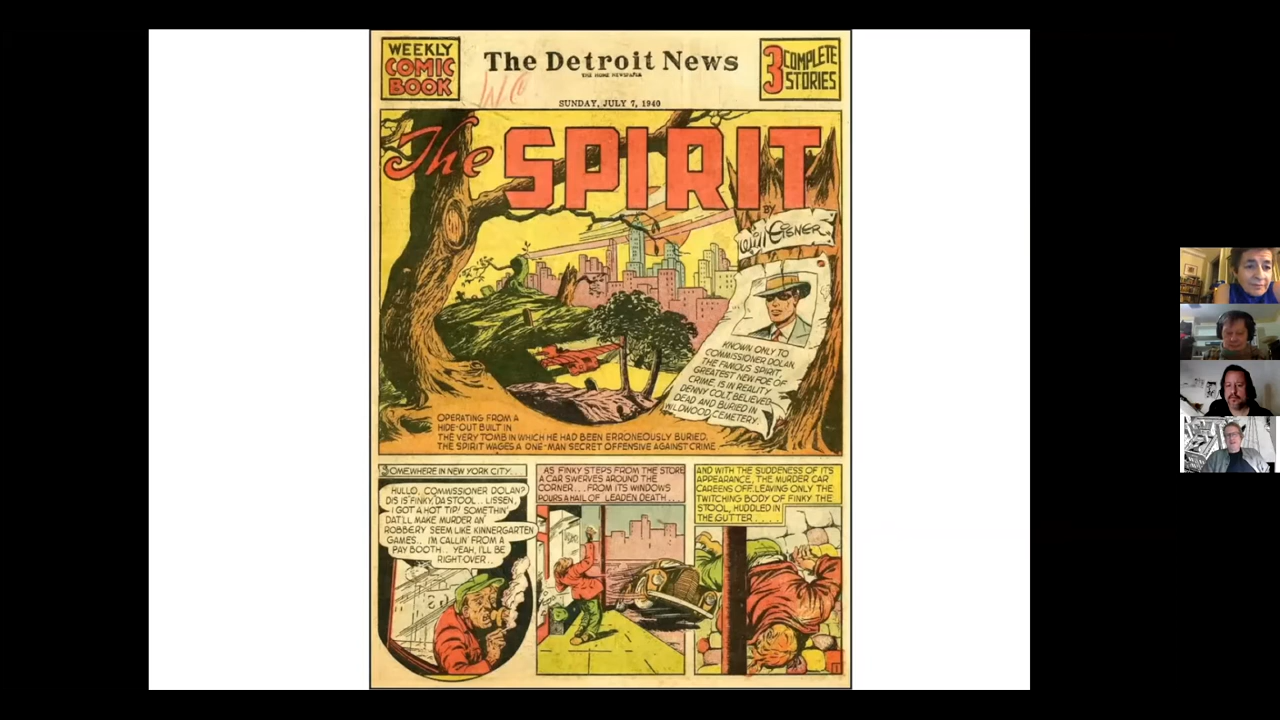 WEEKLY
COMIC
BOOK
The Detroit News
THE HOME NEWSPAPER
3 COMPLETE
STORIES
WC
SUNDAY, JULY 7, 1940
The SPIRIT
BY
Will Eisner
KNOWN ONLY TO
COMMISSIONER DOLAN,
THE FAMOUS SPIRIT,
GREATEST NEW FOE OF
CRIME, IS IN REALITY
DENNY COLT, BELIEVED
DEAD AND BURIED IN
WILDWOOD CEMETERY.
OPERATING FROM A
HIDE-OUT BUILT IN
THE VERY TOMB IN WHICH HE HAD BEEN ERRONEOUSLY BURIED,
THE SPIRIT WAGES A ONE-MAN SECRET OFFENSIVE AGAINST CRIME.
SOMEWHERE IN NEW YORK CITY...
HULLO, COMMISSIONER DOLAN?
DIS IS FINKY, DA STOOL.. LISSEN,
I GOT A HOT TIP! SOMETHIN'
DAT'LL MAKE MURDER AN'
ROBBERY SEEM LIKE KINNERGARTEN
GAMES.. I'M CALLIN' FROM A
PAY BOOTH.. YEAH, I'LL BE
RIGHT OVER..
AS FINKY STEPS FROM THE STORE
A CAR SWERVES AROUND THE
CORNER... FROM ITS WINDOWS
POURS A HAIL OF LEADEN DEATH..
AND WITH THE SUDDENESS OF ITS
APPEARANCE, THE MURDER CAR
CAREENS OFF. LEAVING ONLY THE
TWITCHING BODY OF FINKY THE
STOOL, HUDDLED IN
THE GUTTER ....
1